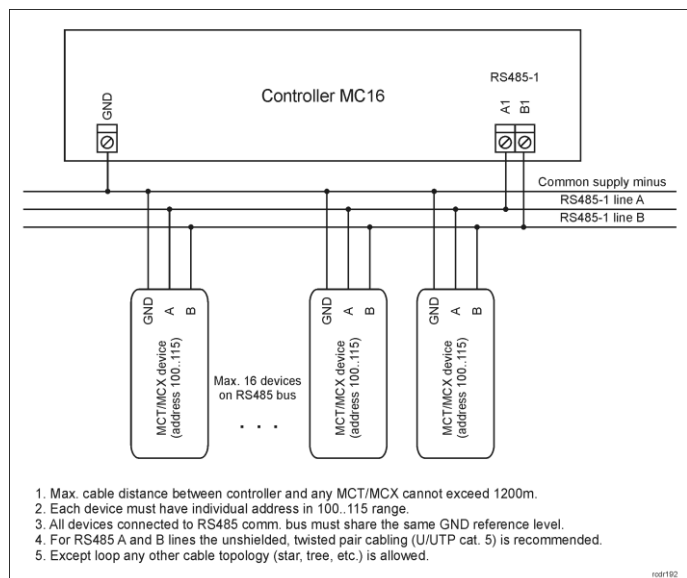 Controller MC16
RS485-1
GND
A1
B1
Common supply minus
RS485-1 line A
RS485-1 line B
GND
A
B
MCT/MCX device
(address 100..115)
Max. 16 devices
on RS485 bus
. . .
GND
A
B
MCT/MCX device
(address 100..115)
GND
A
B
MCT/MCX device
(address 100..115)
1. Max. cable distance between controller and any MCT/MCX cannot exceed 1200m.
2. Each device must have individual address in 100..115 range.
3. All devices connected to RS485 comm. bus must share the same GND reference level.
4. For RS485 A and B lines the unshielded, twisted pair cabling (U/UTP cat. 5) is recommended.
5. Except loop any other cable topology (star, tree, etc.) is allowed.
rodr192